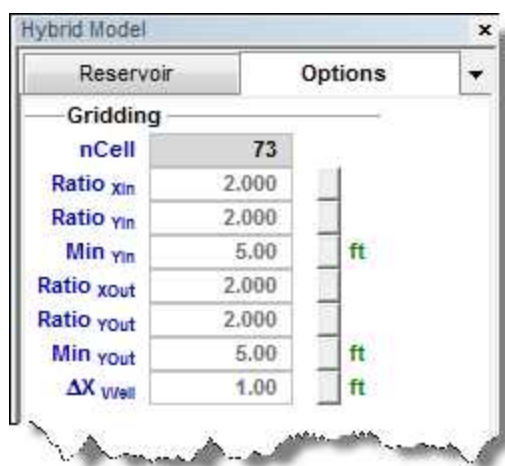 Hybrid Model x
Reservoir Options
Gridding
nCell 73
Ratio XIn 2.000
Ratio YIn 2.000
Min YIn 5.00 ft
Ratio XOut 2.000
Ratio YOut 2.000
Min YOut 5.00 ft
ΔX Well 1.00 ft